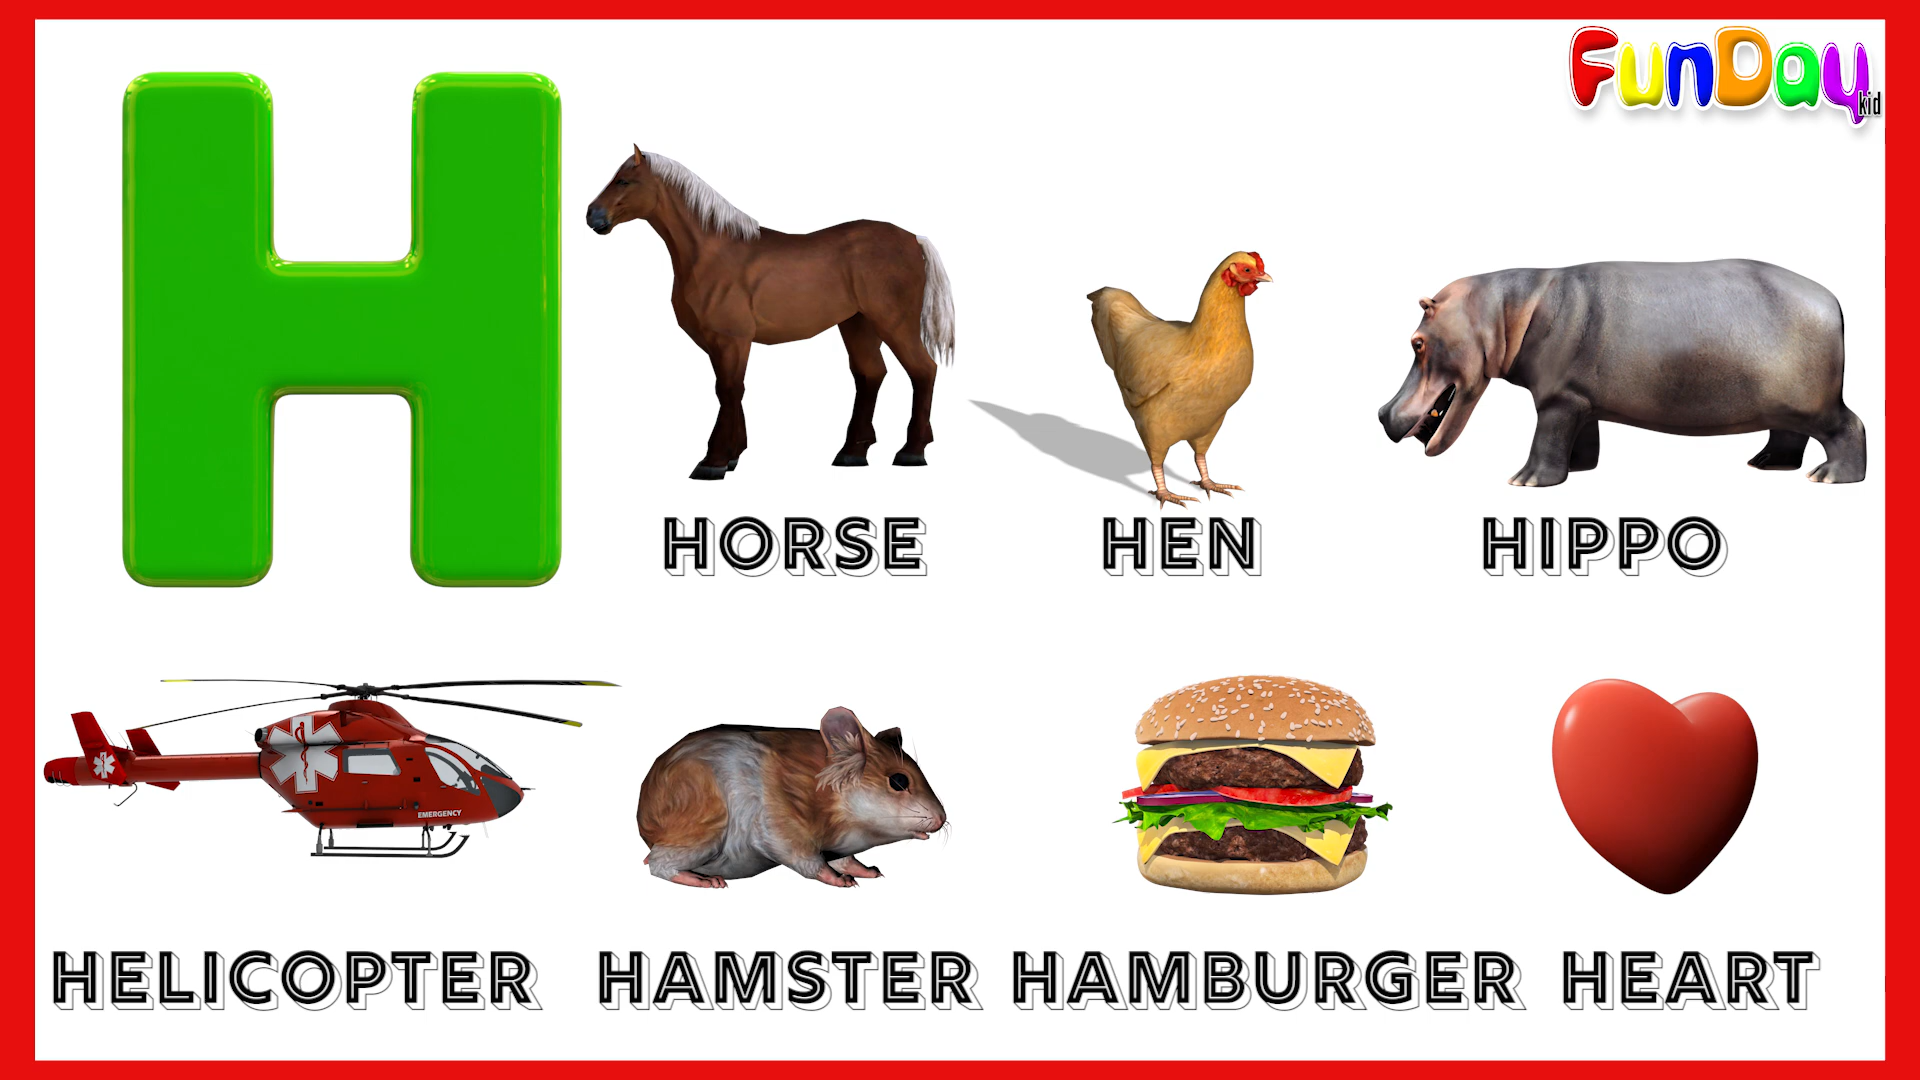 FunDay
kid
H
HORSE
HEN
HIPPO
EMERGENCY
HELICOPTER
HAMSTER
HAMBURGER
HEART